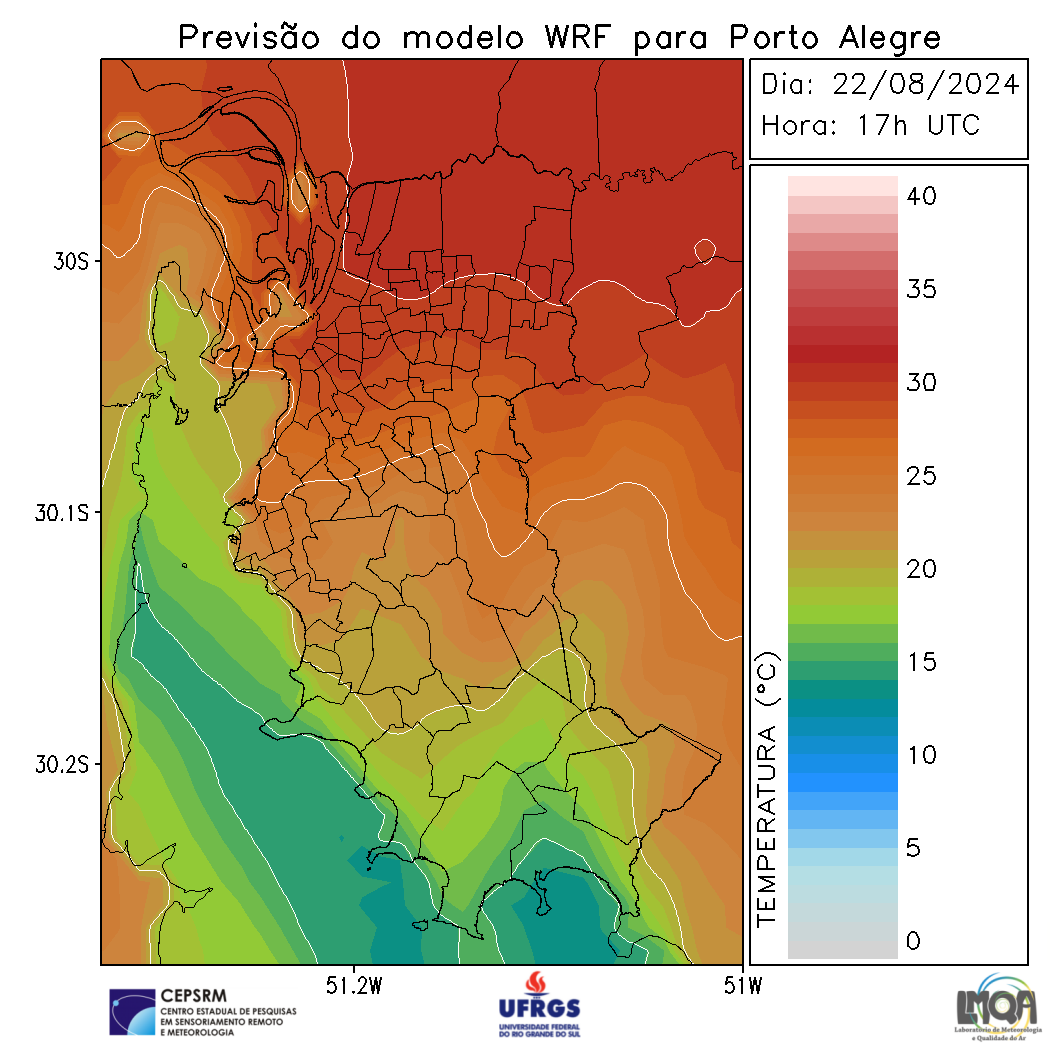 Previsão do modelo WRF para Porto Alegre
Dia: 22/08/2024
Hora: 17h UTC
30S
30.1S
30.2S
51.2W
51W
40
35
30
25
20
15
10
5
0
TEMPERATURA (°C)
CEPSRM
CENTRO ESTADUAL DE PESQUISAS
EM SENSORIAMENTO REMOTO
E METEOROLOGIA
UFRGS
UNIVERSIDADE FEDERAL
DO RIO GRANDE DO SUL
LMQA
Laboratório de Meteorologia
e Qualidade do Ar